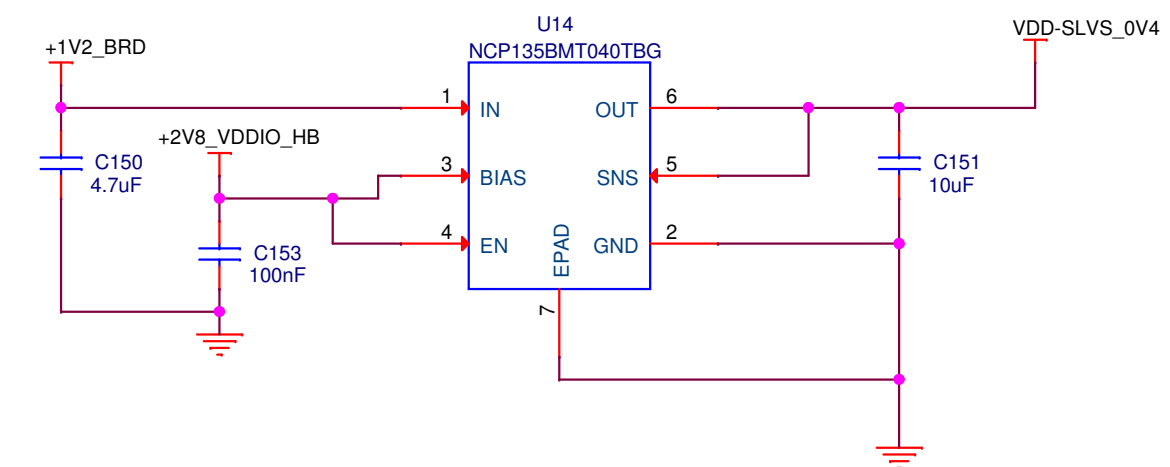 U14
NCP135BMT040TBG
+1V2_BRD
VDD-SLVS_0V4
1
IN
OUT
6
+2V8_VDDIO_HB
C150
4.7uF
3
BIAS
SNS
5
C151
10uF
4
EN
EPAD
GND
2
C153
100nF
7